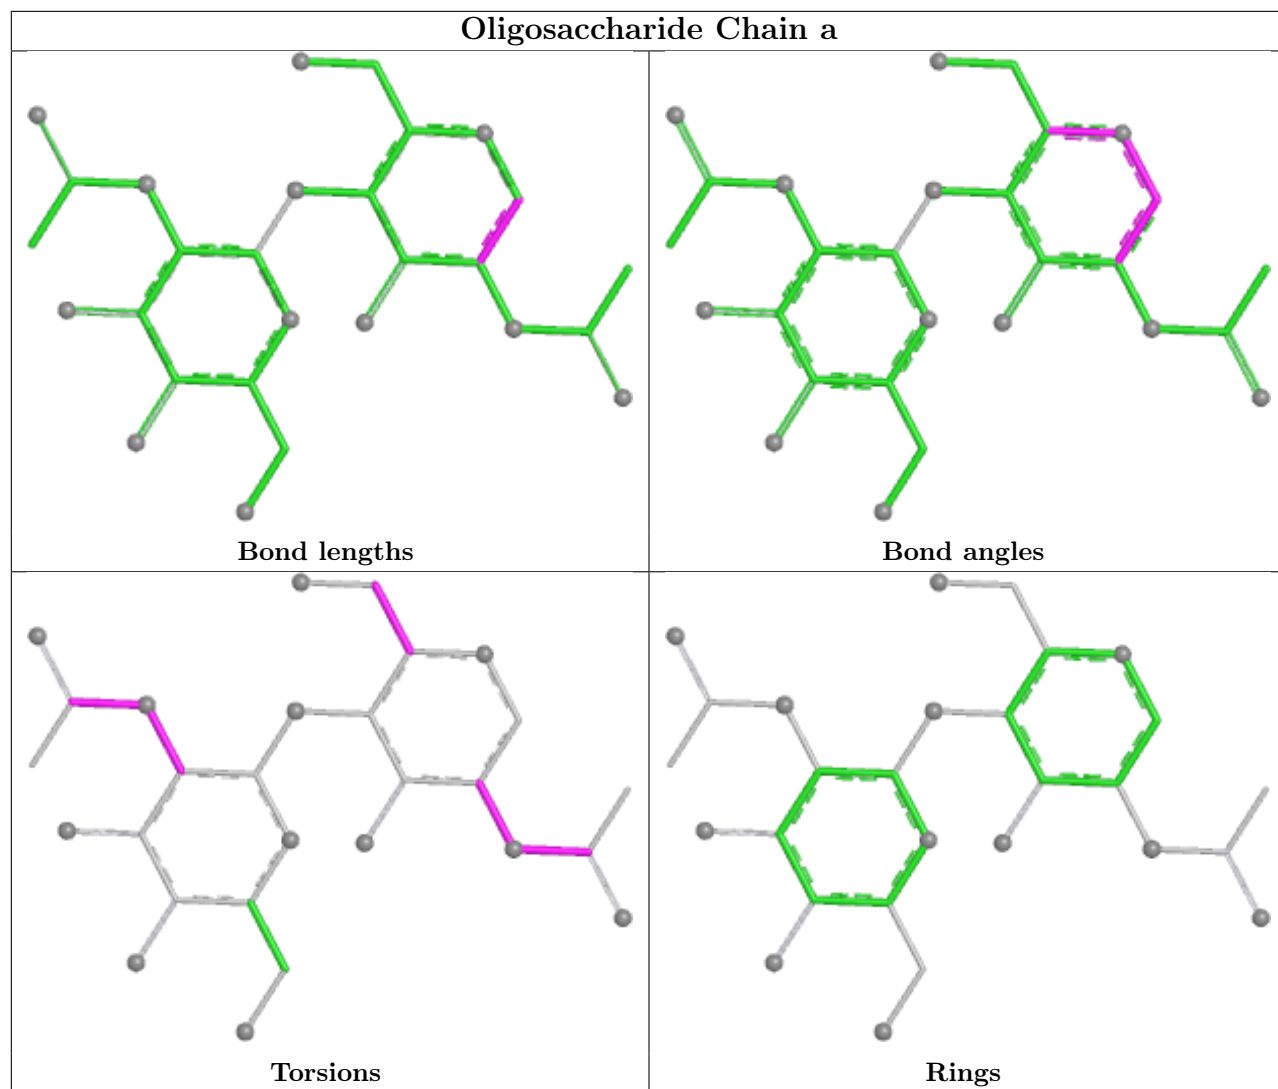 Oligosaccharide Chain a
Bond lengths
Bond angles
Torsions
Rings